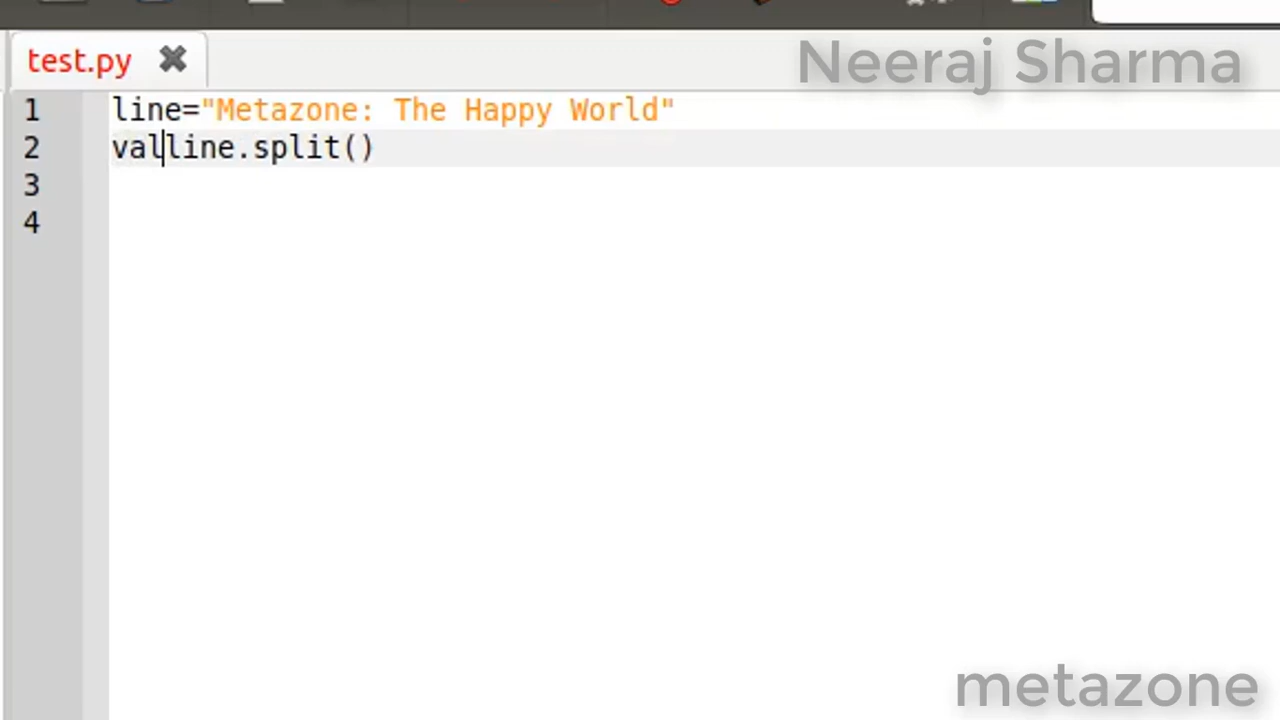 Neeraj Sharma
test.py
1 line="Metazone: The Happy World"
2 valline.split()
3
4
metazone